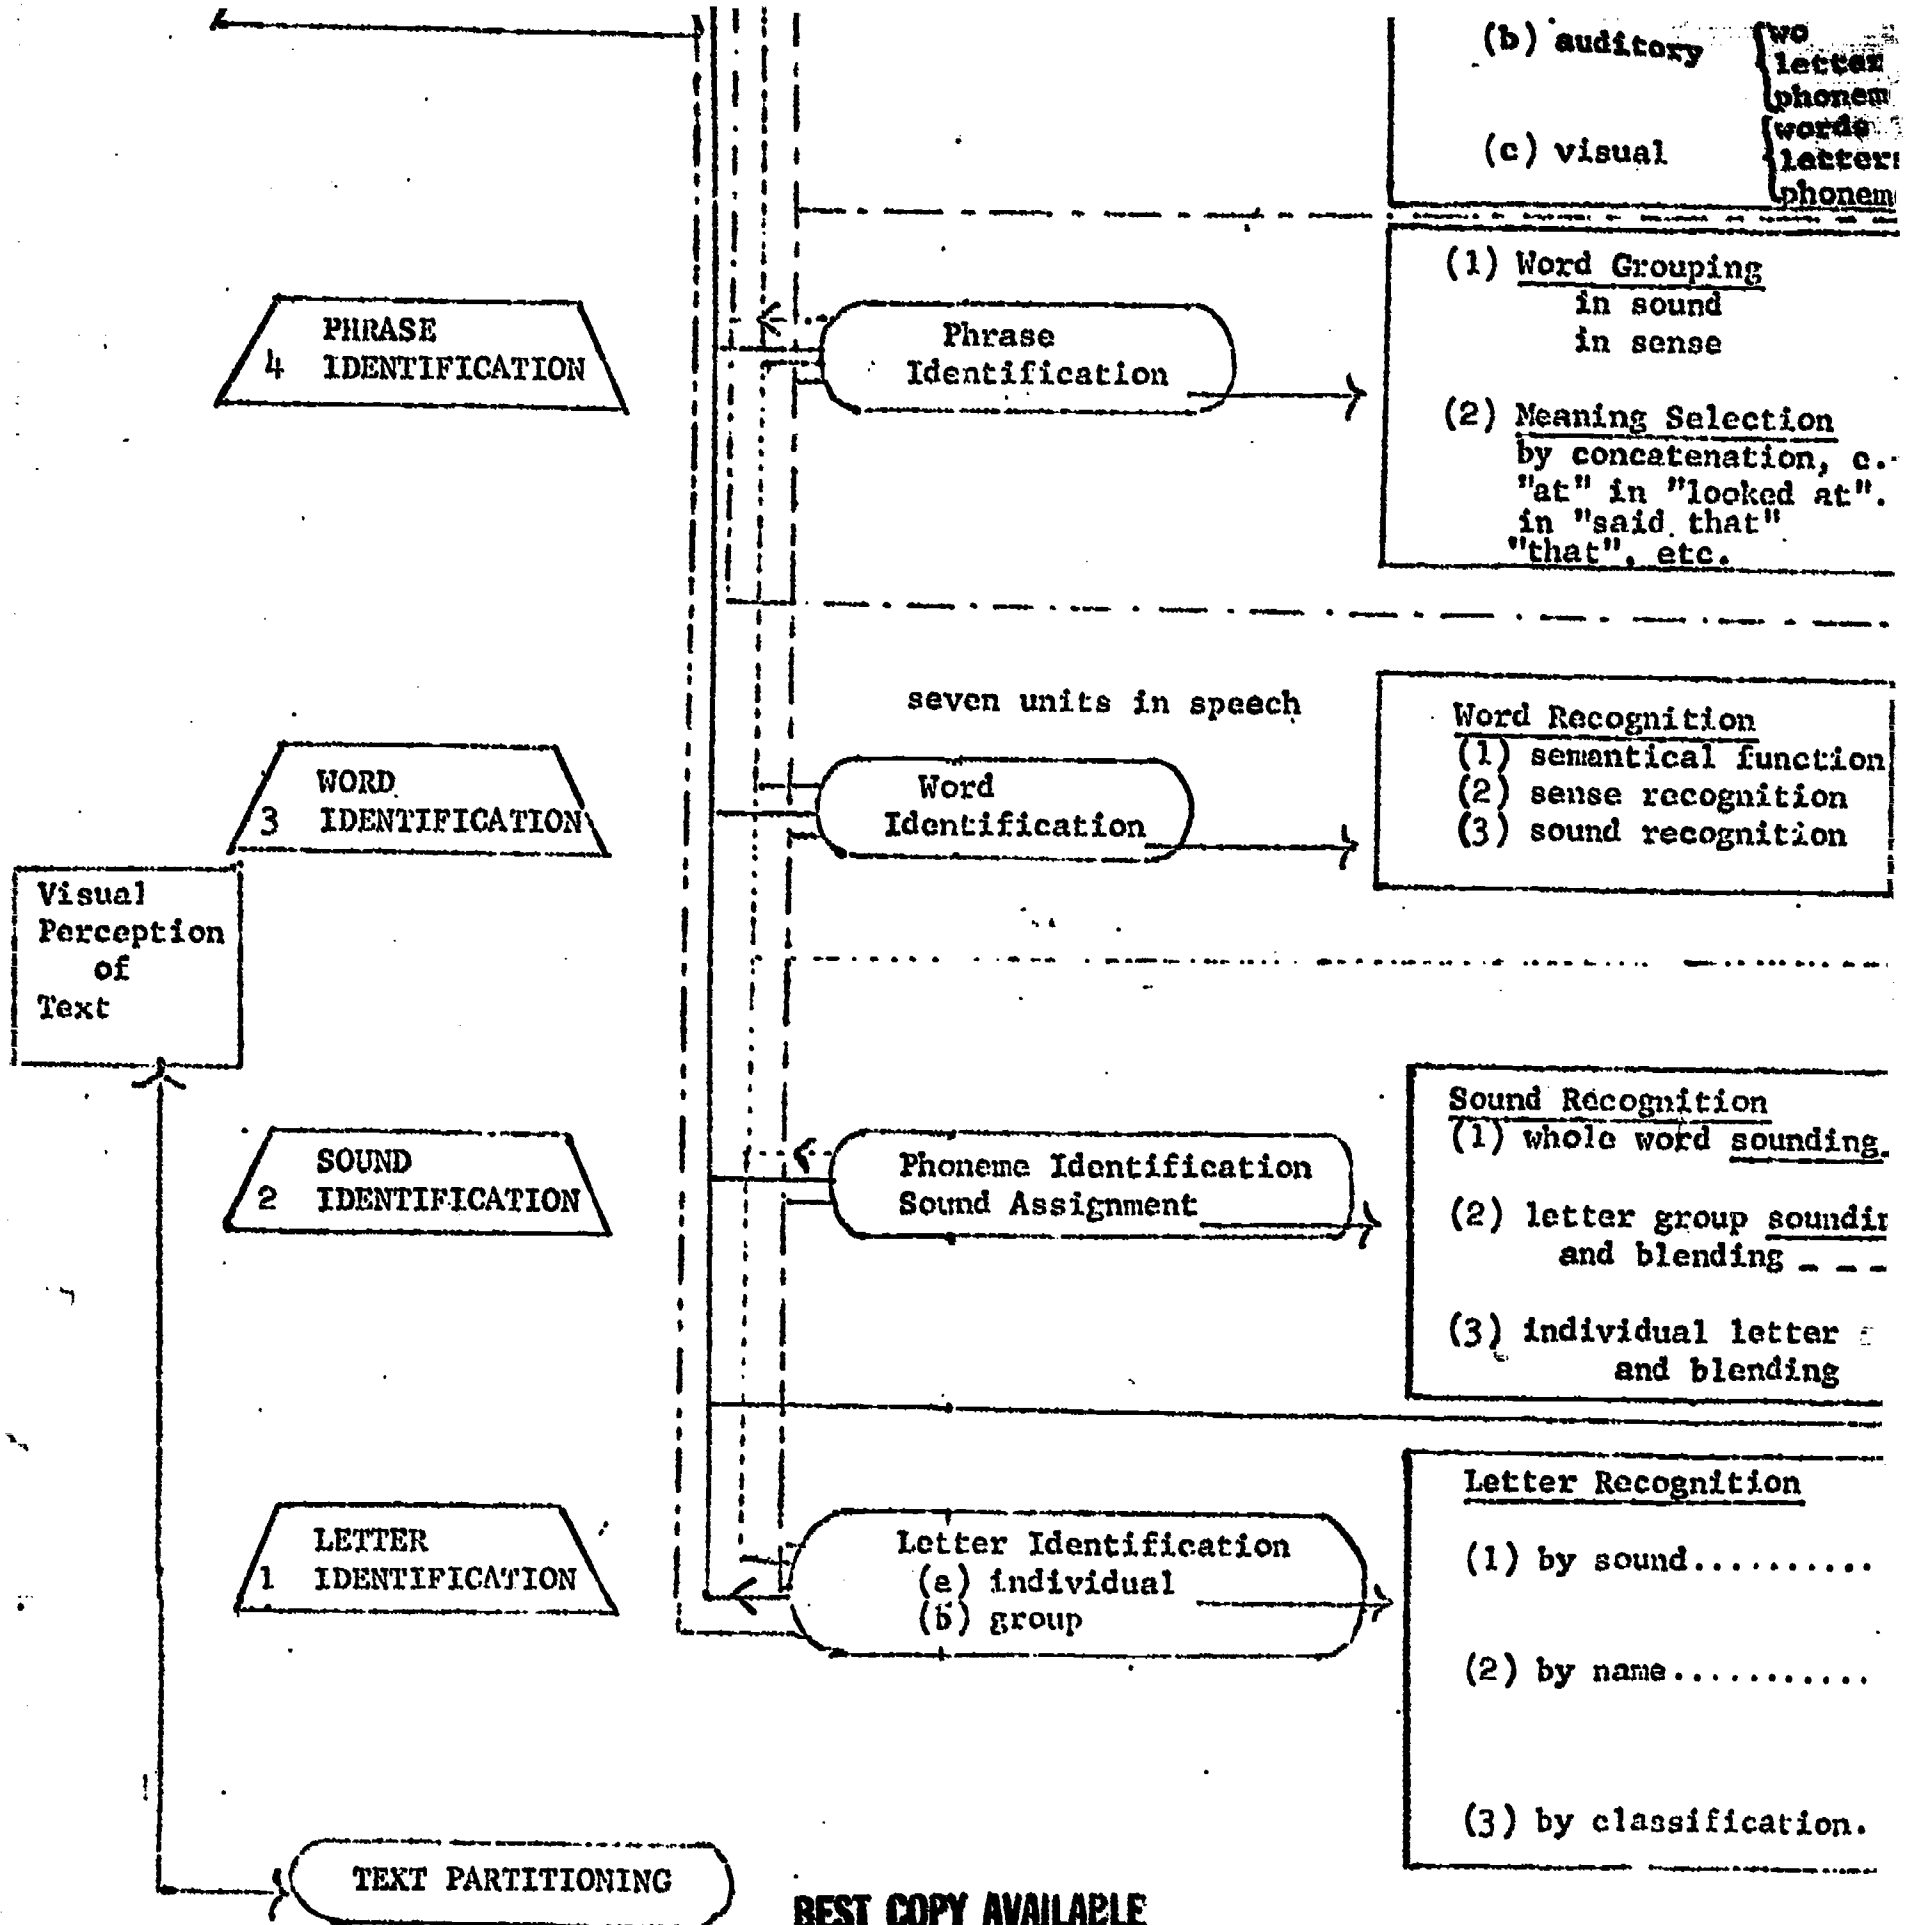 (b) auditory
wo
letter
phonem
(c) visual
words
letters
phonem
(1) Word Grouping
in sound
in sense
(2) Meaning Selection
by concatenation, c.
"at" in "looked at".
in "said that"
"that", etc.
4 PHRASE
IDENTIFICATION
Phrase
Identification
seven units in speech
Word Recognition
(1) semantical function
(2) sense recognition
(3) sound recognition
3 WORD
IDENTIFICATION
Word
Identification
Visual
Perception
of
Text
Sound Recognition
(1) whole word sounding.
(2) letter group soundin
and blending _ _ _
(3) individual letter
and blending
2 SOUND
IDENTIFICATION
Phoneme Identification
Sound Assignment
Letter Recognition
(1) by sound..........
(2) by name...........
(3) by classification.
1 LETTER
IDENTIFICATION
Letter Identification
(a) individual
(b) group
TEXT PARTITIONING
BEST COPY AVAILABLE